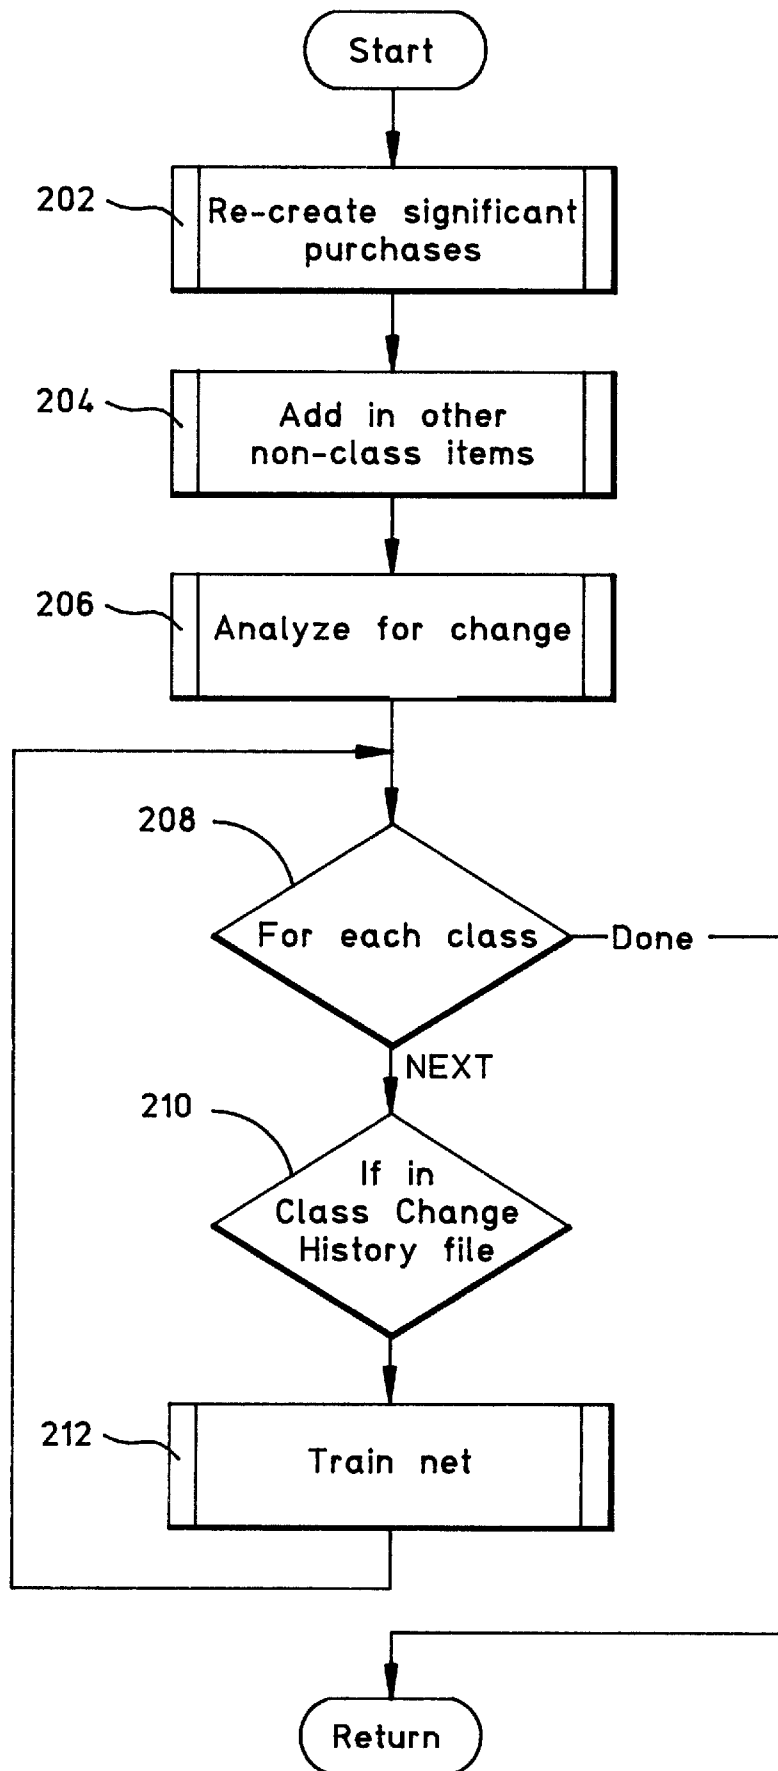 Start
202
Re-create significant
purchases
204
Add in other
non-class items
206
Analyze for change
208
For each class
Done
NEXT
210
If in
Class Change
History file
212
Train net
Return